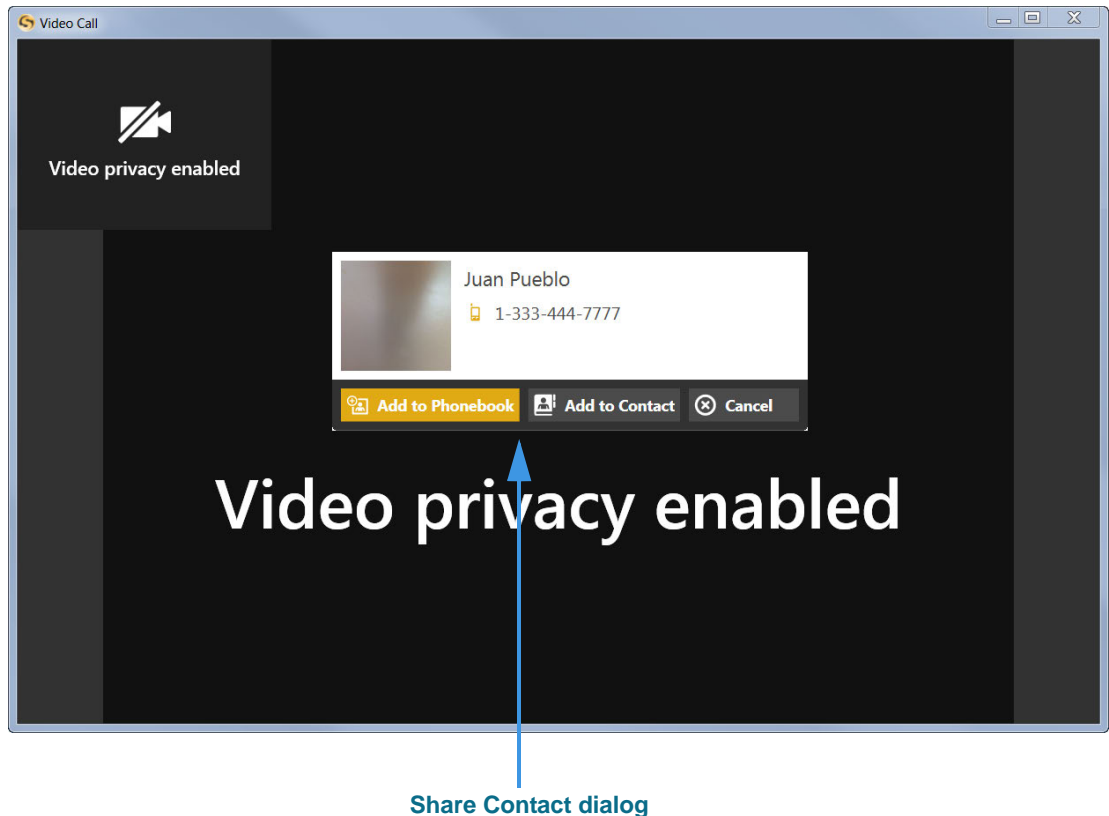 Video Call
Video privacy enabled
Juan Pueblo
1-333-444-7777
Add to Phonebook Add to Contact Cancel
Video privacy enabled
Share Contact dialog